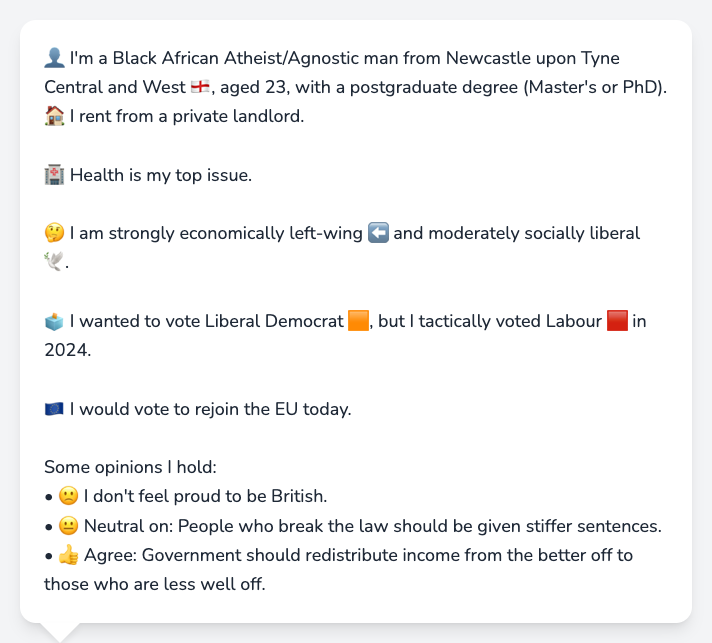 👤 I'm a Black African Atheist/Agnostic man from Newcastle upon Tyne
Central and West 🏴󠁧󠁢󠁥󠁮󠁧󠁿, aged 23, with a postgraduate degree (Master's or PhD).
🏠 I rent from a private landlord.
🏥 Health is my top issue.
🤔 I am strongly economically left-wing ⬅️ and moderately socially liberal
🕊️.
🗳️ I wanted to vote Liberal Democrat 🟧, but I tactically voted Labour 🟥 in
2024.
🇪🇺 I would vote to rejoin the EU today.
Some opinions I hold:
• 🙁 I don't feel proud to be British.
• 😐 Neutral on: People who break the law should be given stiffer sentences.
• 👍 Agree: Government should redistribute income from the better off to
those who are less well off.